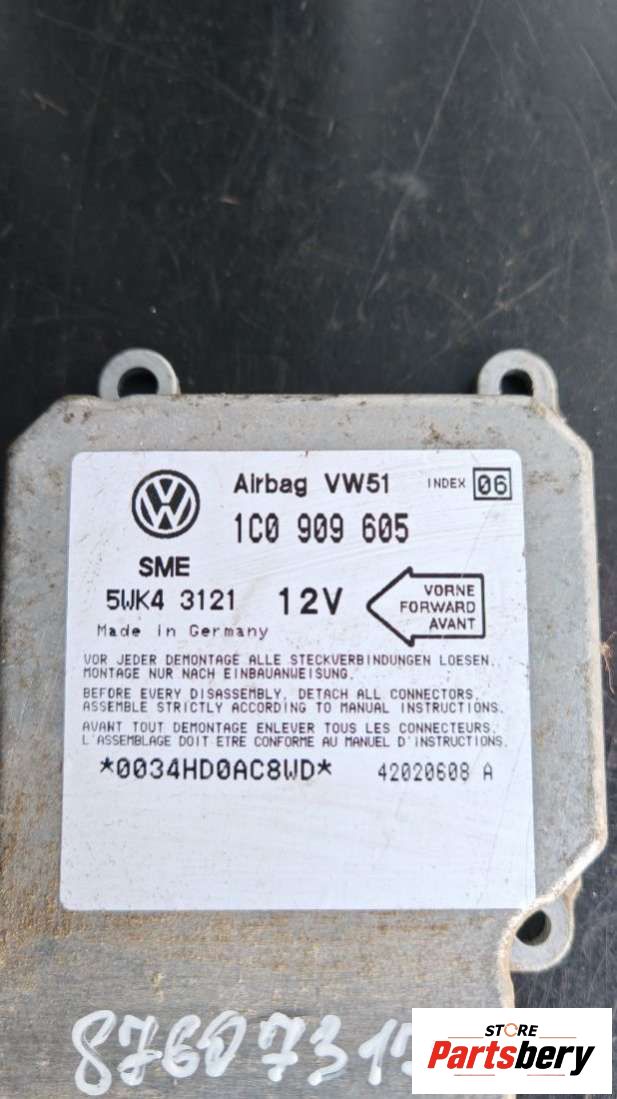 Airbag VW51 INDEX 06
1C0 909 605
SME
5WK4 3121 12V
VORNE
FORWARD
AVANT
Made in Germany
VOR JEDER DEMONTAGE ALLE STECKVERBINDUNGEN LOESEN.
MONTAGE NUR NACH EINBAUANWEISUNG.
BEFORE EVERY DISASSEMBLY, DETACH ALL CONNECTORS.
ASSEMBLE STRICTLY ACCORDING TO MANUAL INSTRUCTIONS.
AVANT TOUT DEMONTAGE ENLEVER TOUS LES CONNECTEURS.
L'ASSEMBLAGE DOIT ETRE CONFORME AU MANUEL D'INSTRUCTIONS.
*0034HD0AC8WD* 42020608 A
STORE
Partsbery